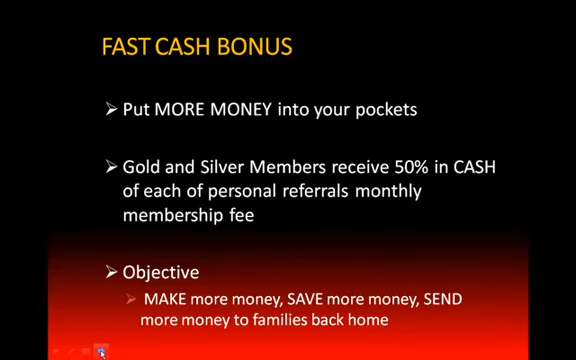 FAST CASH BONUS
Put MORE MONEY into your pockets
Gold and Silver Members receive 50% in CASH
of each of personal referrals monthly
membership fee
Objective
MAKE more money, SAVE more money, SEND
more money to families back home